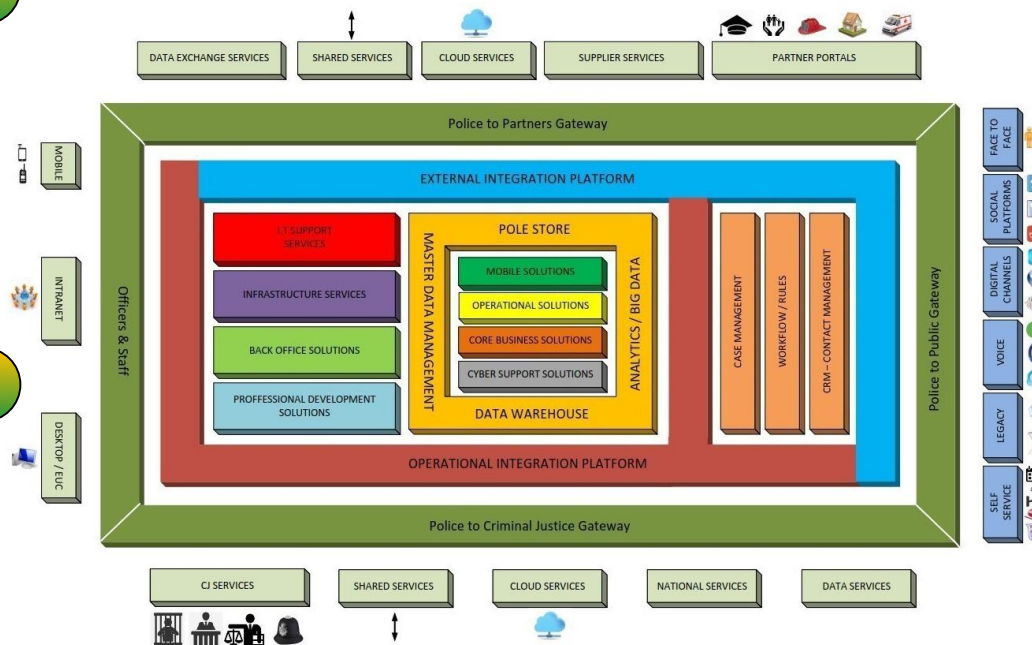 DATA EXCHANGE SERVICES
SHARED SERVICES
CLOUD SERVICES
SUPPLIER SERVICES
PARTNER PORTALS
Police to Partners Gateway
MOBILE
INTRANET
DESKTOP / EUC
Officers & Staff
EXTERNAL INTEGRATION PLATFORM
I.T SUPPORT
SERVICES
INFRASTRUCTURE SERVICES
BACK OFFICE SOLUTIONS
PROFFESSIONAL DEVELOPMENT
SOLUTIONS
MASTER DATA MANAGEMENT
POLE STORE
MOBILE SOLUTIONS
OPERATIONAL SOLUTIONS
CORE BUSINESS SOLUTIONS
CYBER SUPPORT SOLUTIONS
DATA WAREHOUSE
ANALYTICS / BIG DATA
CASE MANAGEMENT
WORKFLOW / RULES
CRM – CONTACT MANAGEMENT
OPERATIONAL INTEGRATION PLATFORM
Police to Public Gateway
FACE TO
FACE
SOCIAL
PLATFORMS
DIGITAL
CHANNELS
VOICE
LEGACY
SELF
SERVICE
Police to Criminal Justice Gateway
CJ SERVICES
SHARED SERVICES
CLOUD SERVICES
NATIONAL SERVICES
DATA SERVICES